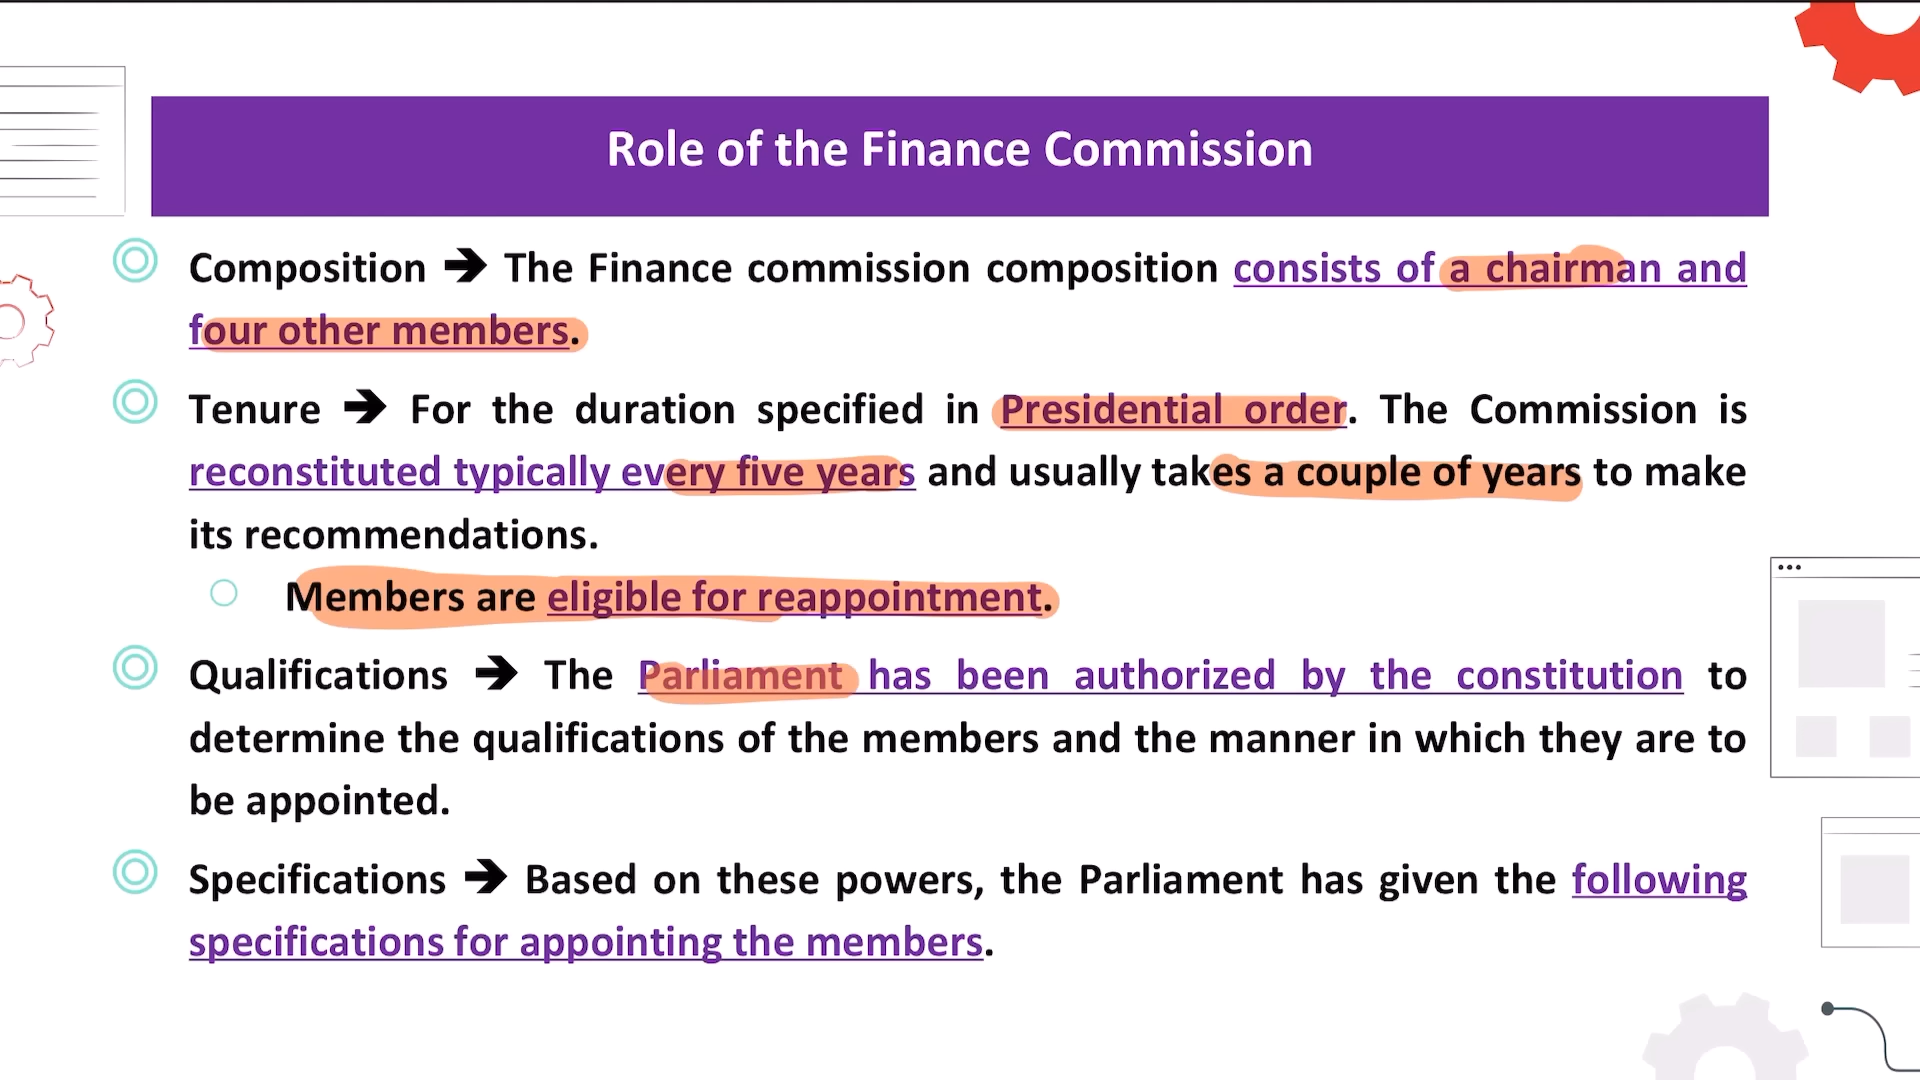 Role of the Finance Commission
Composition ➔ The Finance commission composition consists of a chairman and
four other members.
Tenure ➔ For the duration specified in Presidential order. The Commission is
reconstituted typically every five years and usually takes a couple of years to make
its recommendations.
Members are eligible for reappointment.
Qualifications ➔ The Parliament has been authorized by the constitution to
determine the qualifications of the members and the manner in which they are to
be appointed.
Specifications ➔ Based on these powers, the Parliament has given the following
specifications for appointing the members.